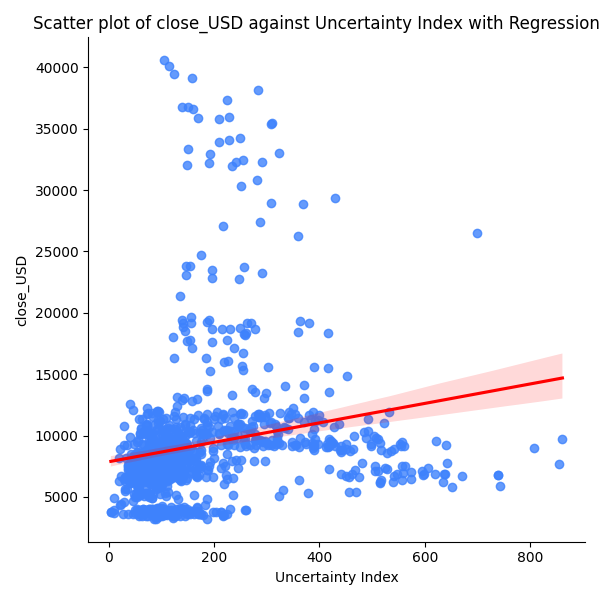 Scatter plot of close_USD against Uncertainty Index with Regression
40000
35000
30000
25000
20000
15000
10000
5000
close_USD
0 200 400 600 800
Uncertainty Index